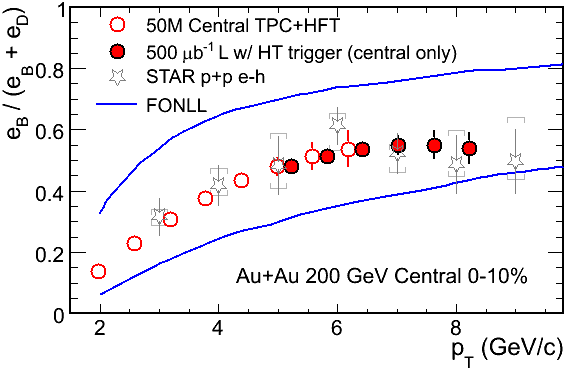 50M Central TPC+HFT
500 μb⁻¹ L w/ HT trigger (central only)
STAR p+p e-h
FONLL
e_B / (e_B + e_D)
1
0.8
0.6
0.4
0.2
0
Au+Au 200 GeV Central 0-10%
2 4 6 8
p_T (GeV/c)